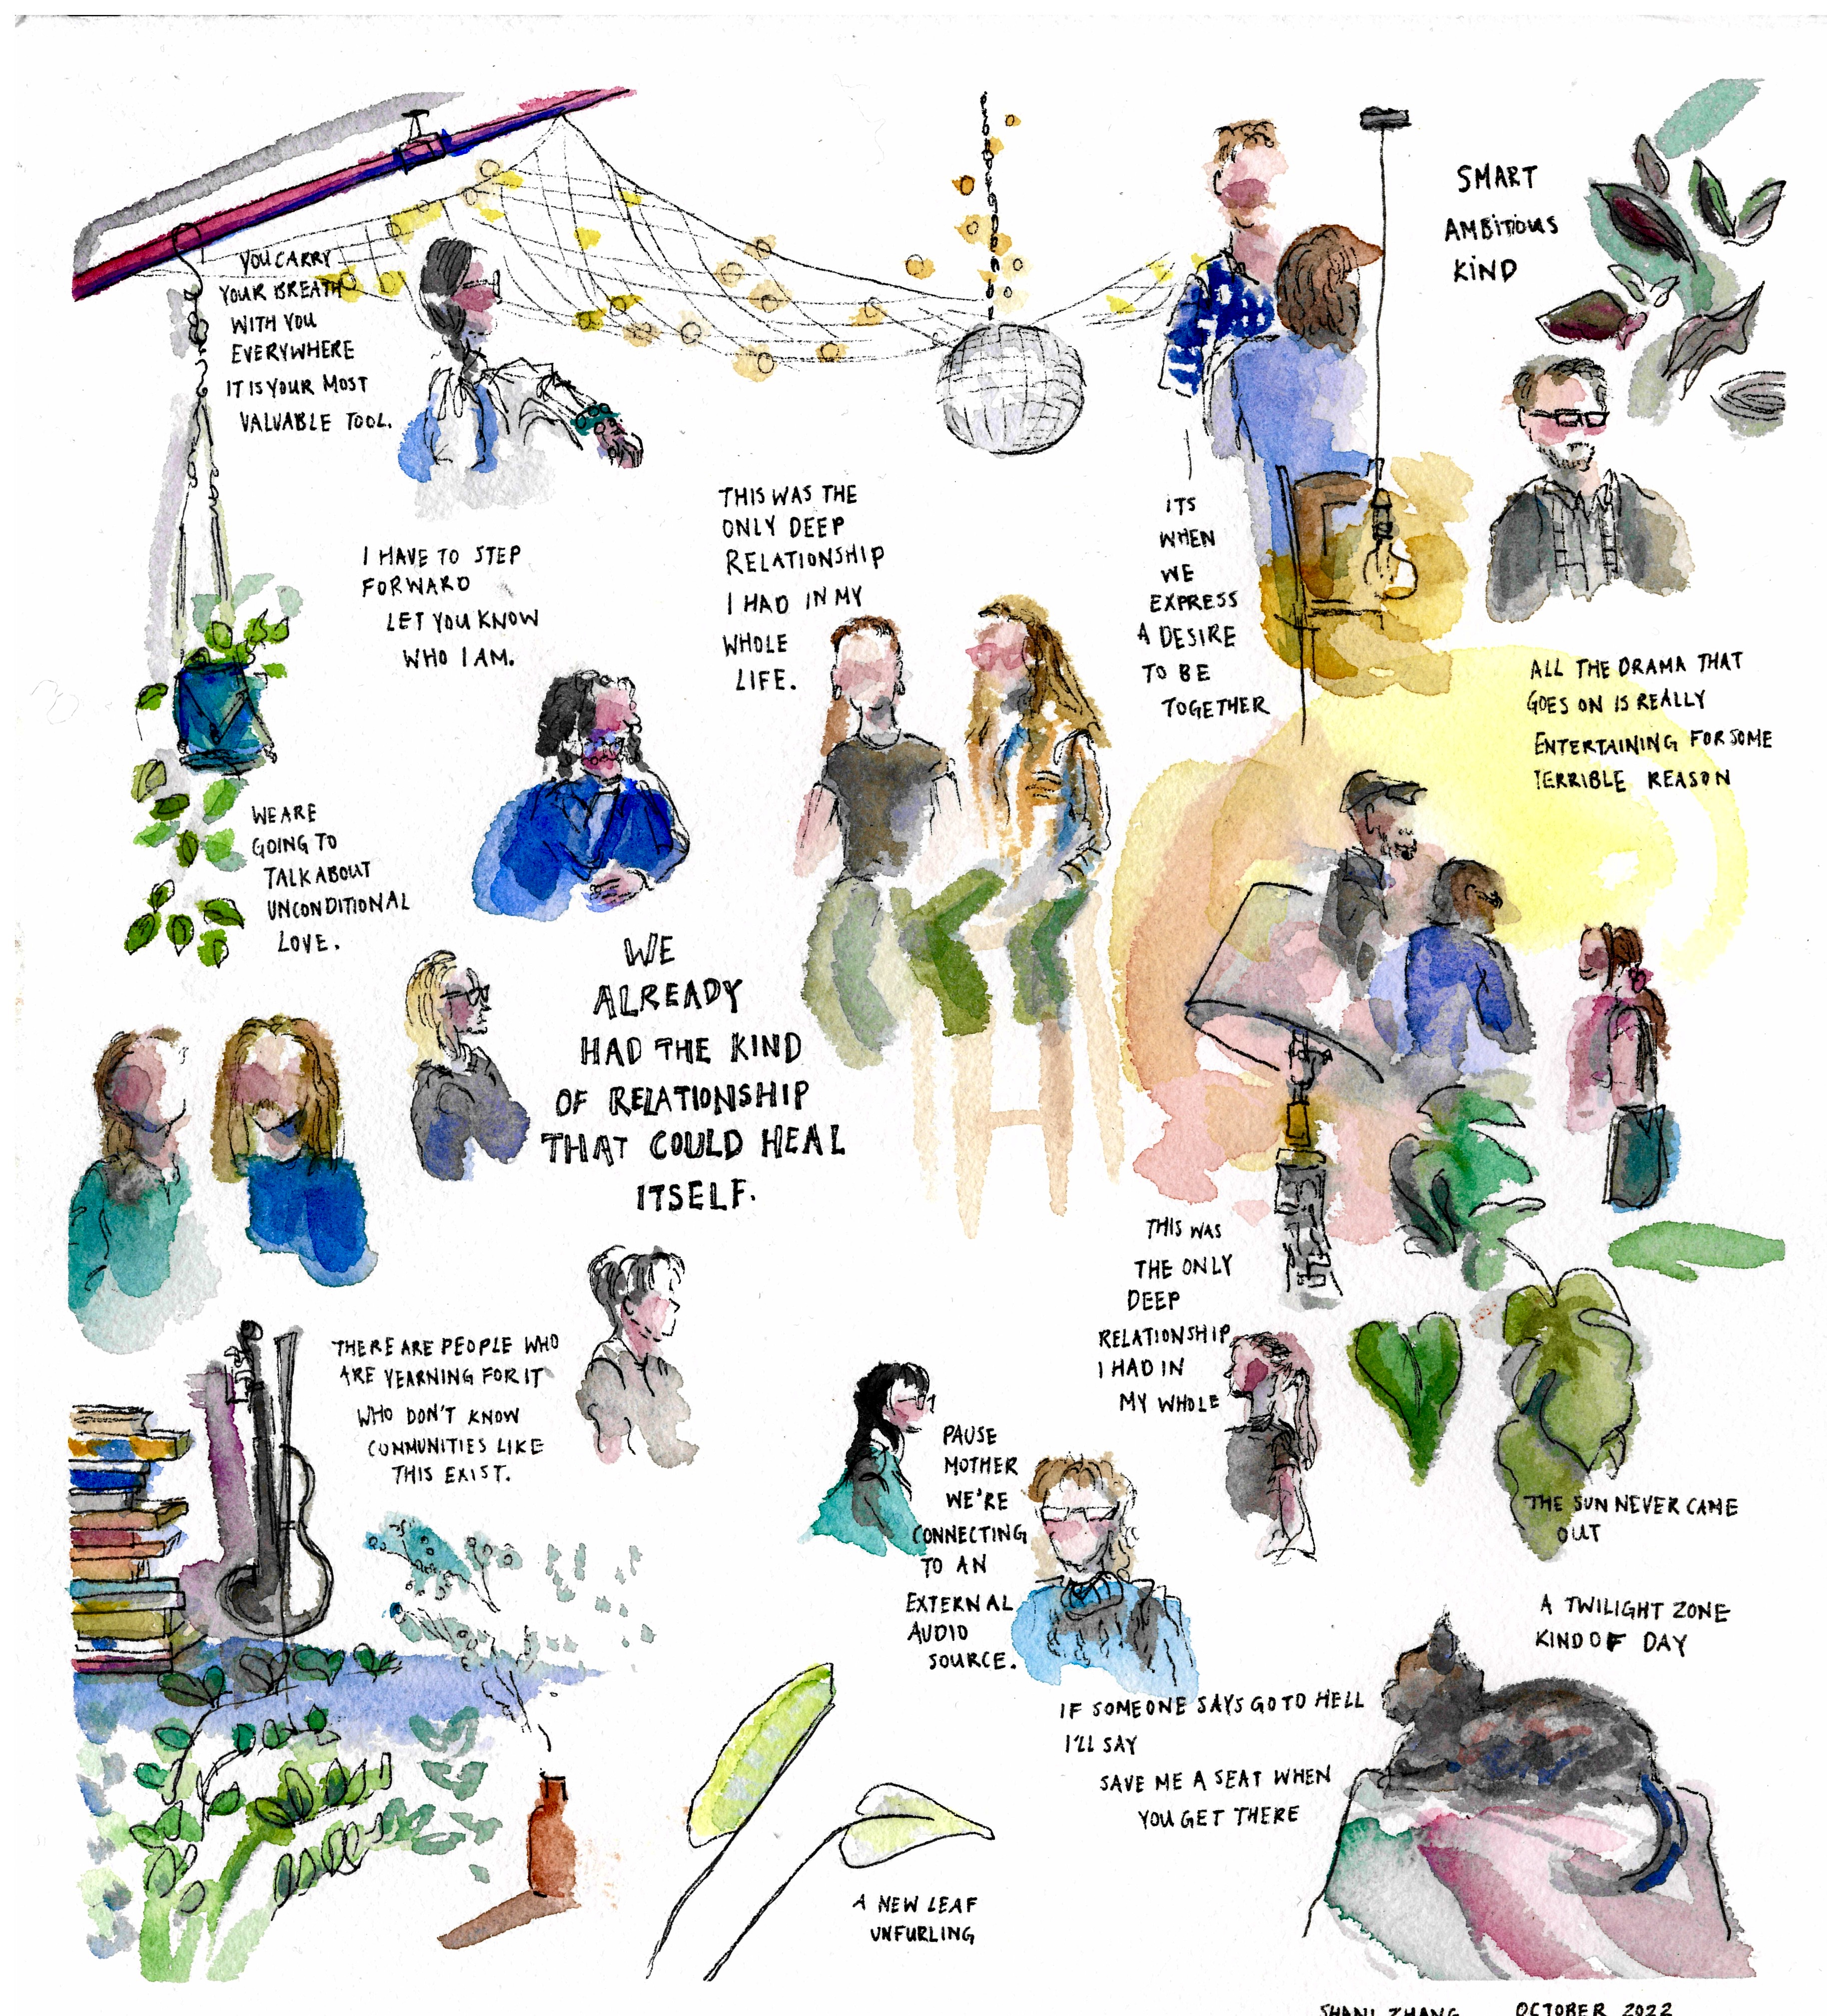 YOU CARRY
YOUR BREATH
WITH YOU
EVERYWHERE
IT IS YOUR MOST
VALUABLE TOOL.
SMART
AMBITIOUS
KIND
I HAVE TO STEP
FORWARD
LET YOU KNOW
WHO I AM.
THIS WAS THE
ONLY DEEP
RELATIONSHIP
I HAD IN MY
WHOLE
LIFE.
ITS
WHEN
WE
EXPRESS
A DESIRE
TO BE
TOGETHER
ALL THE DRAMA THAT
GOES ON IS REALLY
ENTERTAINING FOR SOME
TERRIBLE REASON
WE ARE
GOING TO
TALK ABOUT
UNCONDITIONAL
LOVE.
WE
ALREADY
HAD THE KIND
OF RELATIONSHIP
THAT COULD HEAL
ITSELF.
THIS WAS
THE ONLY
DEEP
RELATIONSHIP
I HAD IN
MY WHOLE
THERE ARE PEOPLE WHO
ARE YEARNING FOR IT
WHO DON'T KNOW
COMMUNITIES LIKE
THIS EXIST.
PAUSE
MOTHER
WE'RE
CONNECTING
TO AN
EXTERNAL
AUDIO
SOURCE.
THE SUN NEVER CAME
OUT
A TWILIGHT ZONE
KIND OF DAY
IF SOMEONE SAYS GO TO HELL
I'LL SAY
SAVE ME A SEAT WHEN
YOU GET THERE
A NEW LEAF
UNFURLING
SHANI ZHANG OCTOBER 2022